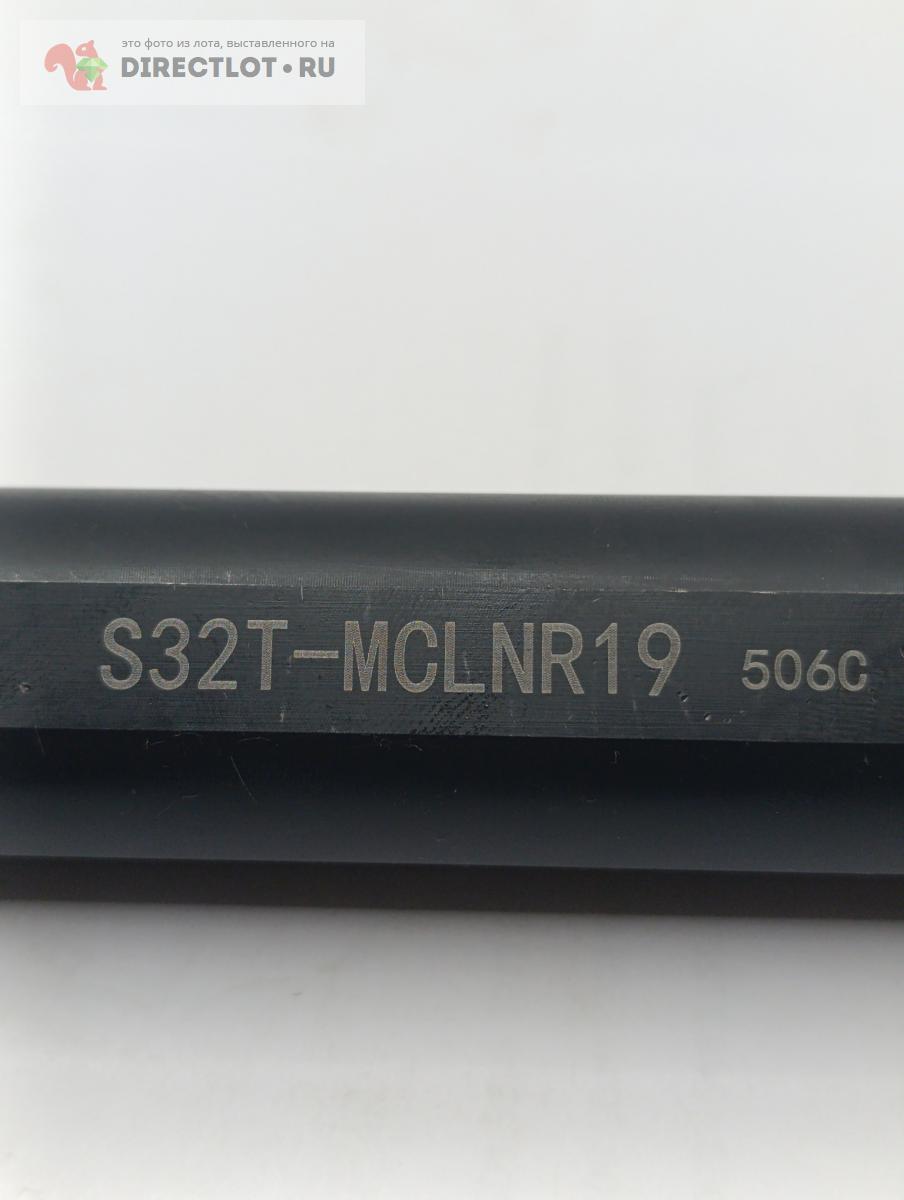 это фото из лота, выставленного на
DIRECTLOT•RU
S32T-MCLNR19 506C